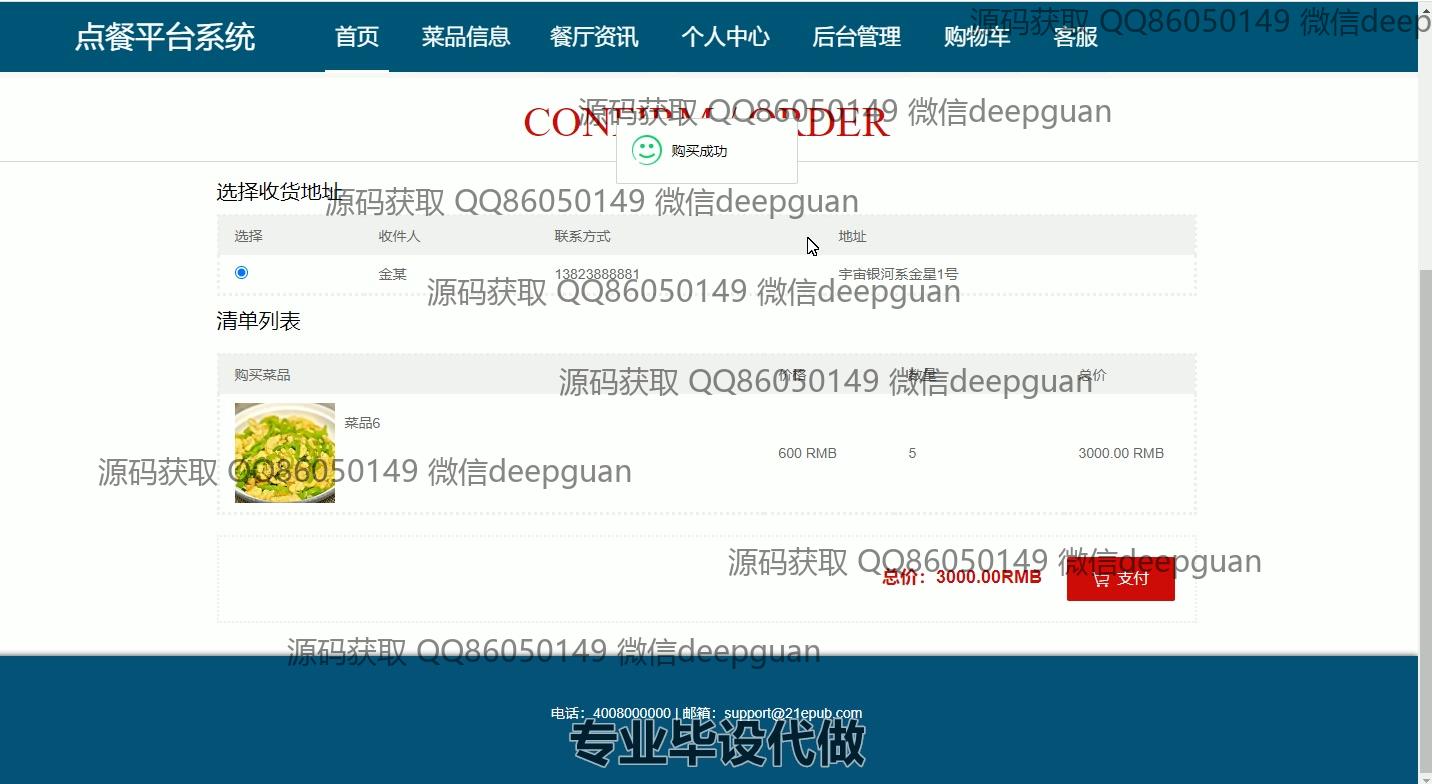 点餐平台系统 首页 菜品信息 餐厅资讯 个人中心 后台管理 购物车 客服
源码获取 QQ86050149 微信deep
源码获取 QQ86050149 微信deepguan
CONFIRM / ORDER
购买成功
选择收货地址
源码获取 QQ86050149 微信deepguan
选择 收件人 联系方式 地址
金某 13823888881 宇宙银河系金星1号
源码获取 QQ86050149 微信deepguan
清单列表
购买菜品 价格 数量 总价
源码获取 QQ86050149 微信deepguan
菜品6
600 RMB 5 3000.00 RMB
源码获取 QQ86050149 微信deepguan
源码获取 QQ86050149 微信deepguan
总价：3000.00RMB 支付
源码获取 QQ86050149 微信deepguan
电话：4008000000 | 邮箱：support@21epub.com
专业毕设代做